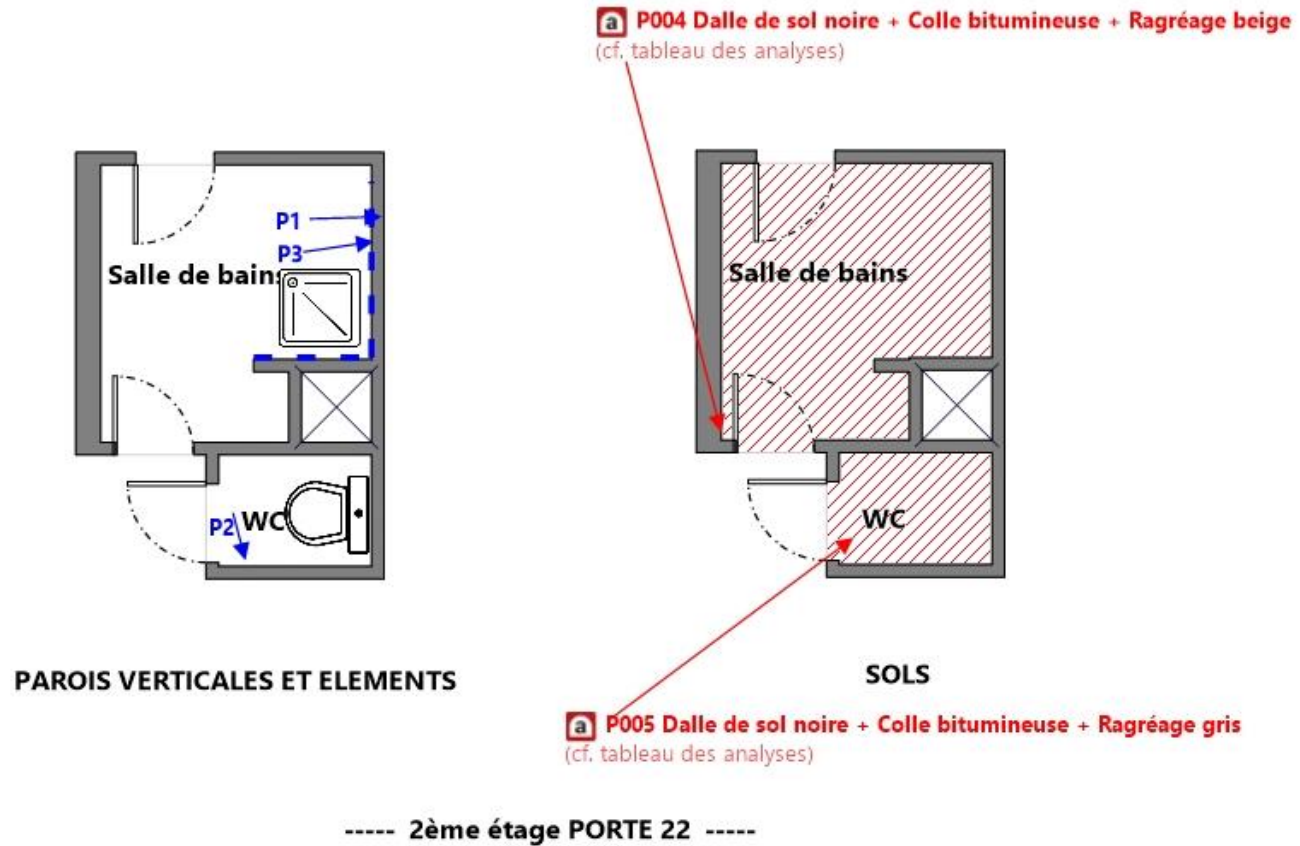 a P004 Dalle de sol noire + Colle bitumineuse + Ragréage beige
(cf. tableau des analyses)
P1
P3
Salle de bains
P2
WC
Salle de bains
WC
PAROIS VERTICALES ET ELEMENTS
SOLS
a P005 Dalle de sol noire + Colle bitumineuse + Ragréage gris
(cf. tableau des analyses)
----- 2ème étage PORTE 22 -----